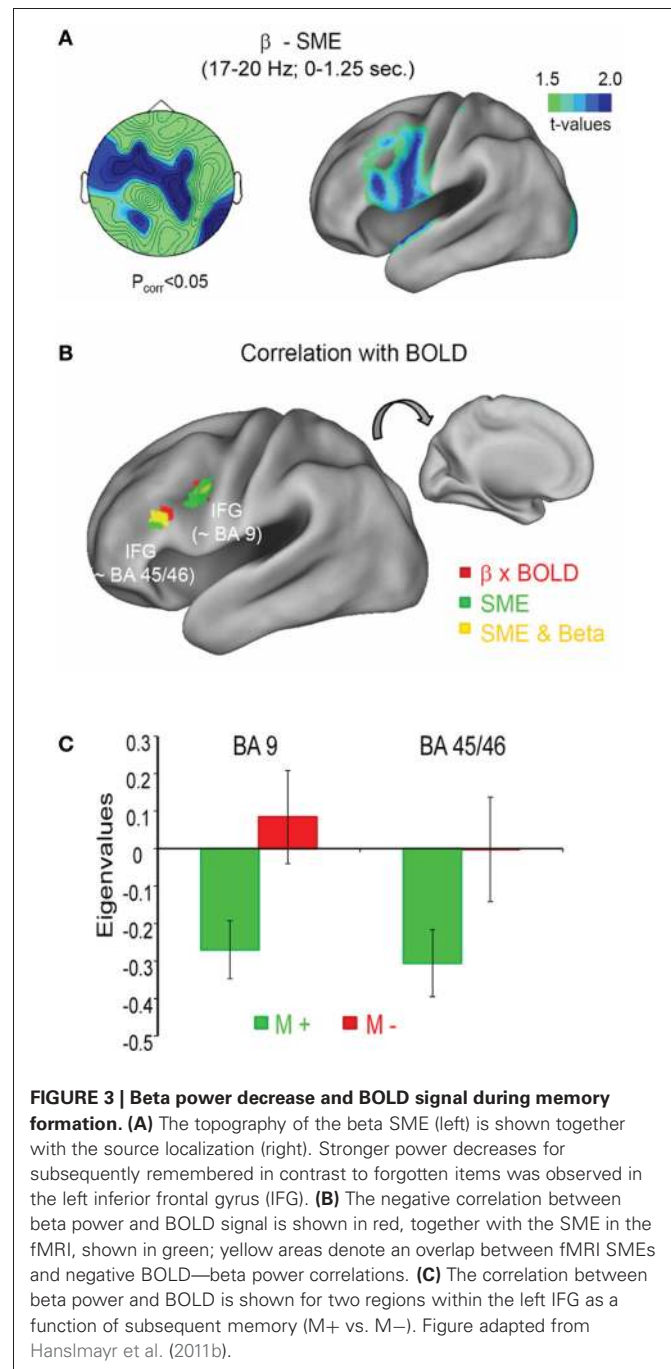 A
β - SME
(17-20 Hz; 0-1.25 sec.)
1.5 2.0
t-values
Pcorr<0.05
B
Correlation with BOLD
IFG
(~ BA 9)
IFG
~ BA 45/46)
β x BOLD
SME
SME & Beta
C
BA 9 BA 45/46
Eigenvalues
0.3
0.2
0.1
0
-0.1
-0.2
-0.3
-0.5
M + M -
FIGURE 3 | Beta power decrease and BOLD signal during memory
formation. (A) The topography of the beta SME (left) is shown together
with the source localization (right). Stronger power decreases for
subsequently remembered in contrast to forgotten items was observed in
the left inferior frontal gyrus (IFG). (B) The negative correlation between
beta power and BOLD signal is shown in red, together with the SME in the
fMRI, shown in green; yellow areas denote an overlap between fMRI SMEs
and negative BOLD—beta power correlations. (C) The correlation between
beta power and BOLD is shown for two regions within the left IFG as a
function of subsequent memory (M+ vs. M−). Figure adapted from
Hanslmayr et al. (2011b).